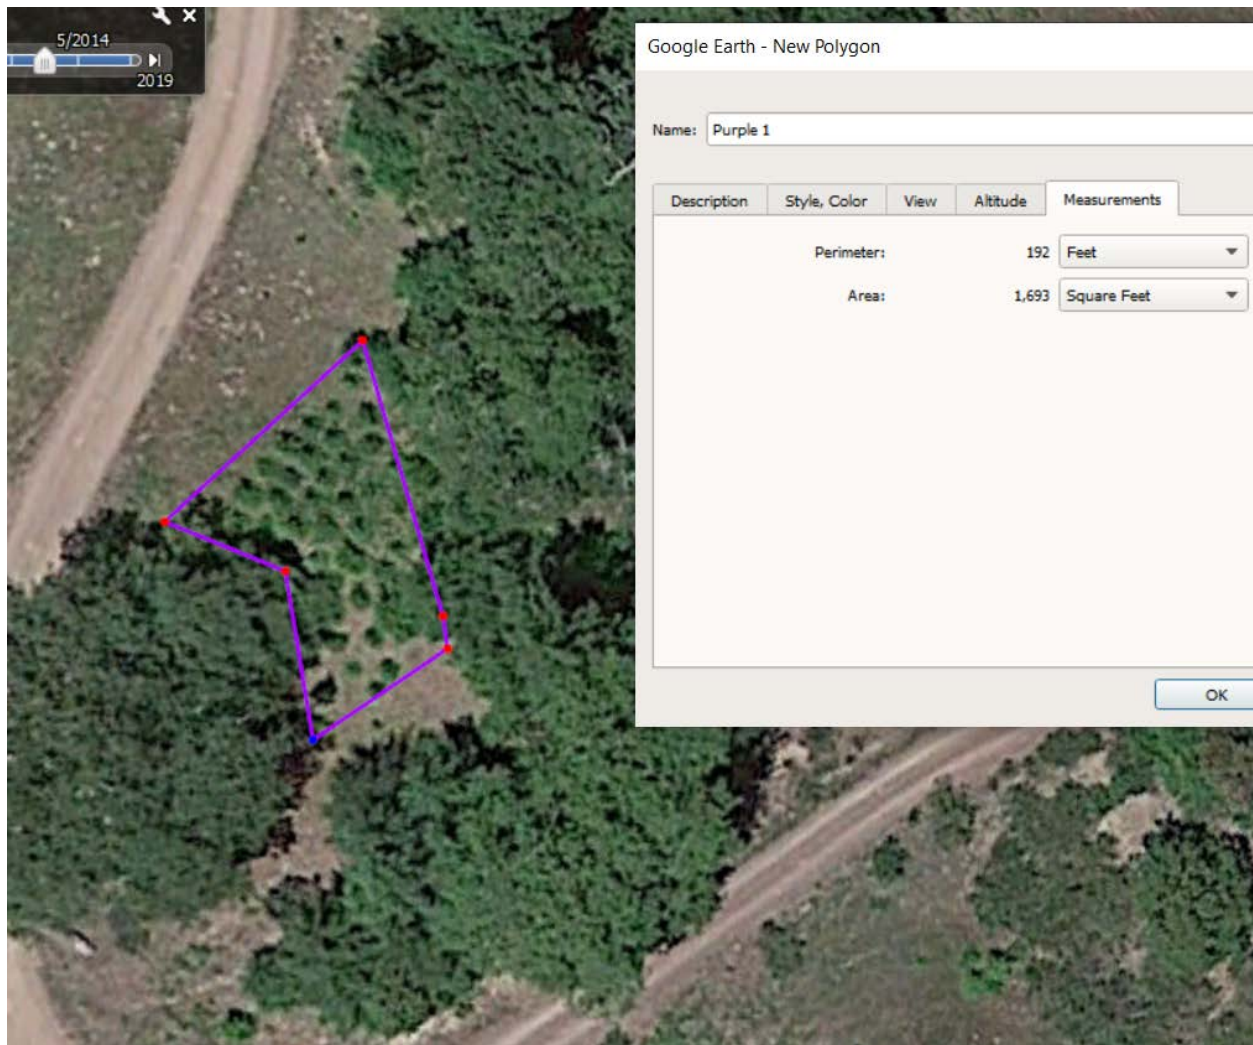 5/2014
2019
Google Earth - New Polygon
Name: Purple 1
Description Style, Color View Altitude Measurements
Perimeter: 192 Feet
Area: 1,693 Square Feet
OK